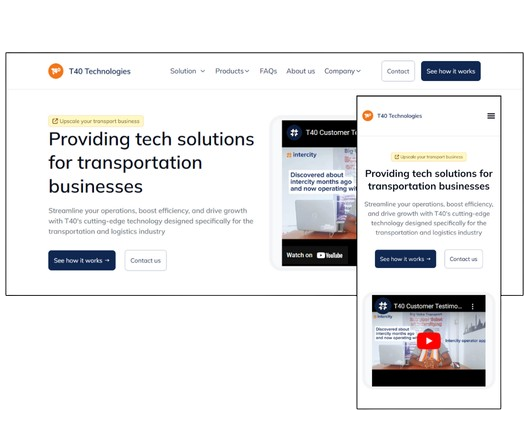 T40 Technologies
Solution
Products
FAQs
About us
Company
Contact
See how it works
Upscale your transport business
Providing tech solutions
for transportation
businesses
Streamline your operations, boost efficiency, and drive growth
with T40's cutting-edge technology designed specifically for the
transportation and logistics industry
See how it works →
Contact us
T40 Customer Te
intercity
Discovered about
intercity months ago
and now operating wit
Watch on YouTube
T40 Technologies
Upscale your transport business
Providing tech solutions for
transportation businesses
Streamline your operations, boost efficiency,
and drive growth with T40's cutting-edge
technology designed specifically for the
transportation and logistics industry
See how it works →
Contact us
T40 Customer Testimo...
intercity
Discovered about
intercity months ago
and now operating wit